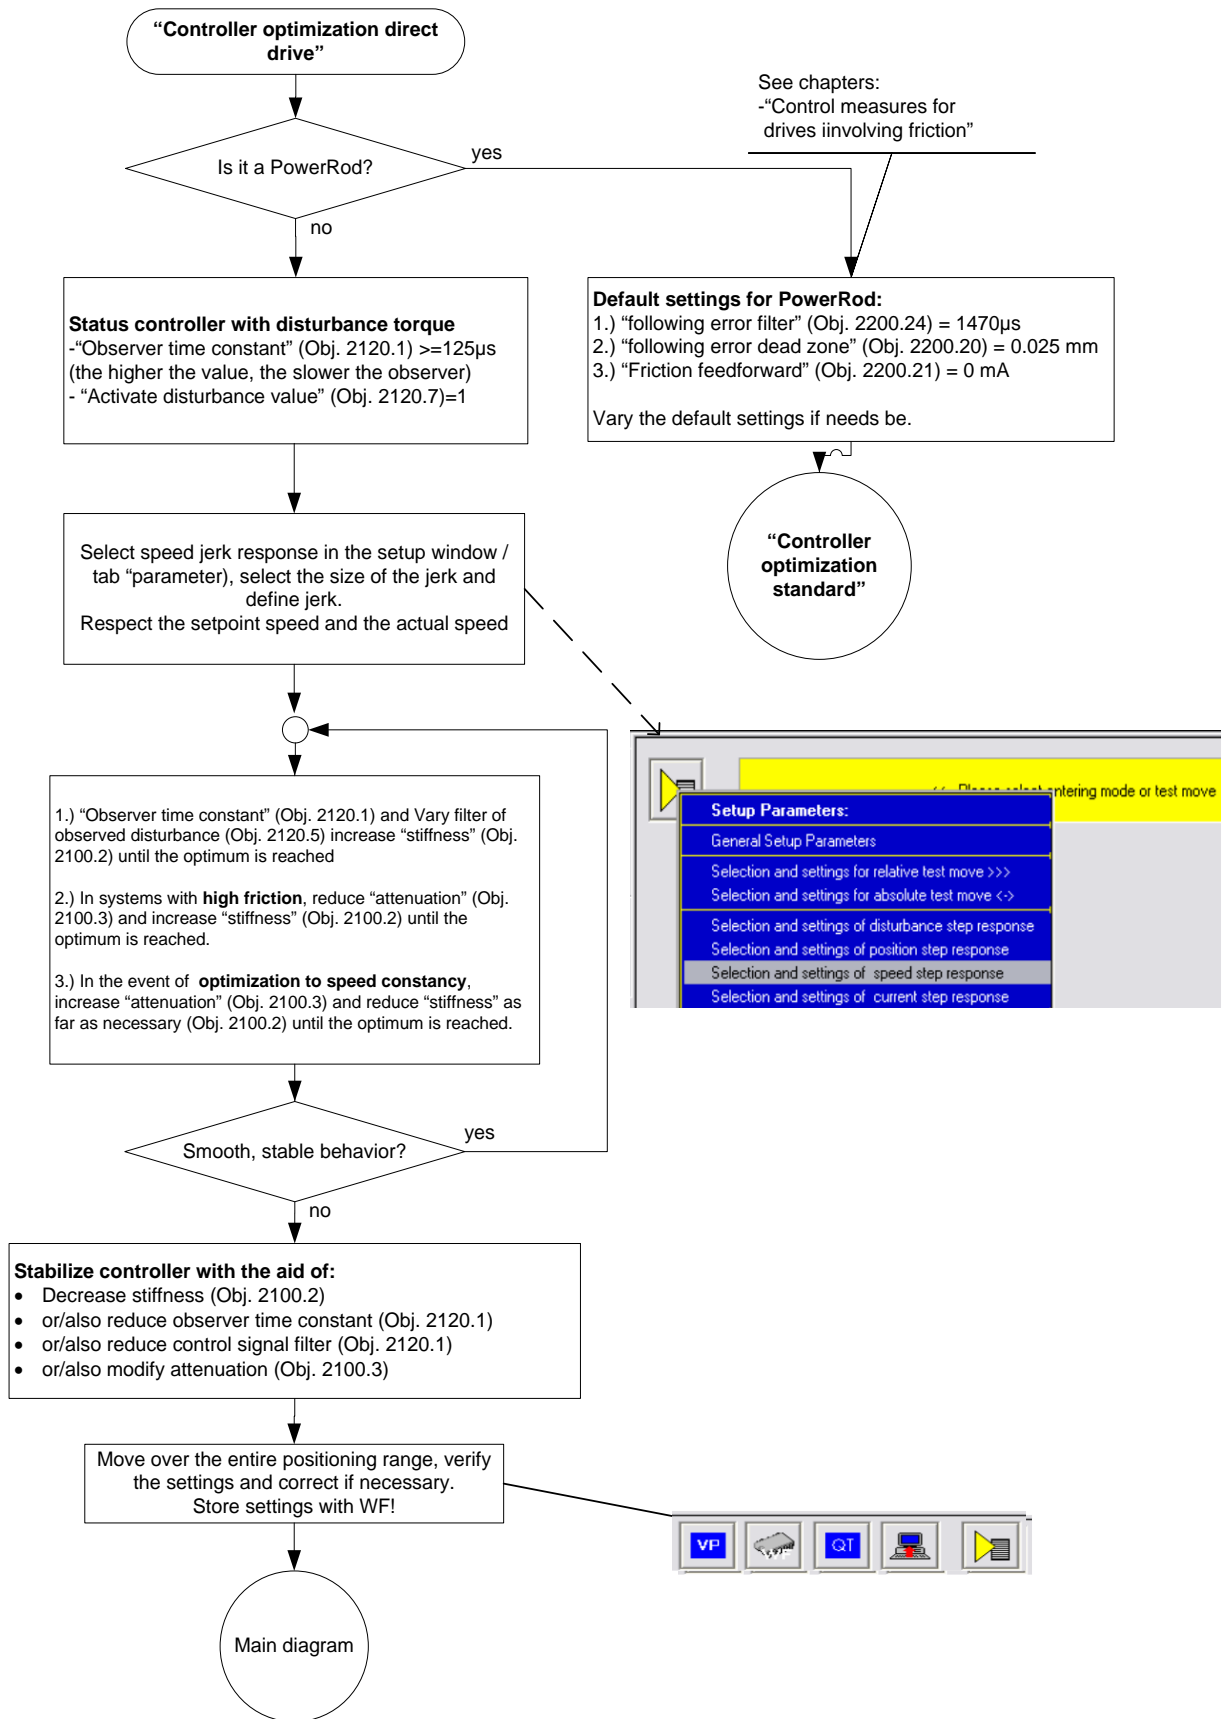 “Controller optimization direct
drive”
See chapters:
-“Control measures for
drives iinvolving friction”
Is it a PowerRod?
yes
no
Status controller with disturbance torque
-“Observer time constant” (Obj. 2120.1) >=125µs
(the higher the value, the slower the observer)
- “Activate disturbance value” (Obj. 2120.7)=1
Default settings for PowerRod:
1.) “following error filter” (Obj. 2200.24) = 1470µs
2.) “following error dead zone” (Obj. 2200.20) = 0.025 mm
3.) “Friction feedforward” (Obj. 2200.21) = 0 mA
Vary the default settings if needs be.
“Controller
optimization
standard”
Select speed jerk response in the setup window /
tab “parameter), select the size of the jerk and
define jerk.
Respect the setpoint speed and the actual speed
entering mode or test move
Setup Parameters:
General Setup Parameters
Selection and settings for relative test move >>>
Selection and settings for absolute test move <->
Selection and settings of disturbance step response
Selection and settings of position step response
Selection and settings of speed step response
Selection and settings of current step response
1.) “Observer time constant” (Obj. 2120.1) and Vary filter of
observed disturbance (Obj. 2120.5) increase “stiffness” (Obj.
2100.2) until the optimum is reached
2.) In systems with high friction, reduce “attenuation” (Obj.
2100.3) and increase “stiffness” (Obj. 2100.2) until the
optimum is reached.
3.) In the event of optimization to speed constancy,
increase “attenuation” (Obj. 2100.3) and reduce “stiffness” as
far as necessary (Obj. 2100.2) until the optimum is reached.
Smooth, stable behavior?
yes
no
Stabilize controller with the aid of:
• Decrease stiffness (Obj. 2100.2)
• or/also reduce observer time constant (Obj. 2120.1)
• or/also reduce control signal filter (Obj. 2120.1)
• or/also modify attenuation (Obj. 2100.3)
Move over the entire positioning range, verify
the settings and correct if necessary.
Store settings with WF!
VP
QT
Main diagram